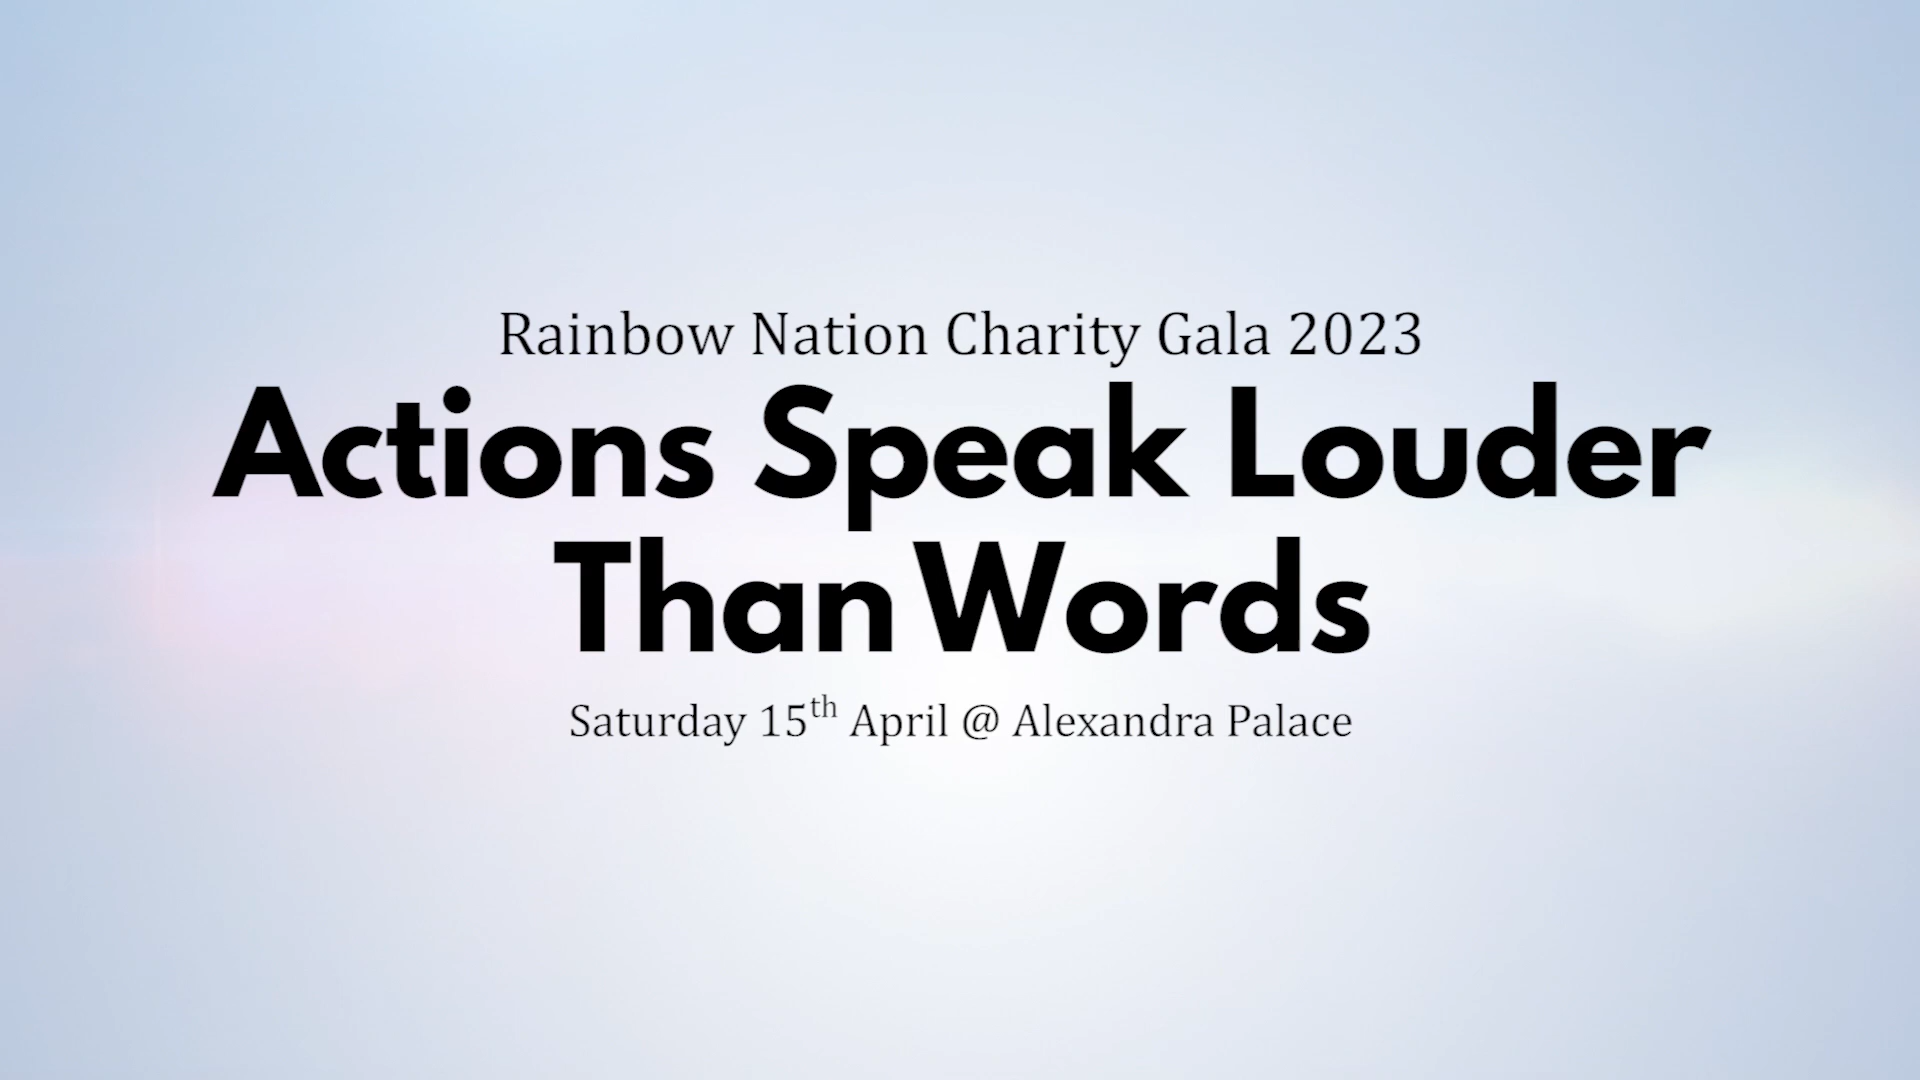 Rainbow Nation Charity Gala 2023
Actions Speak Louder
Than Words
Saturday 15th April @ Alexandra Palace